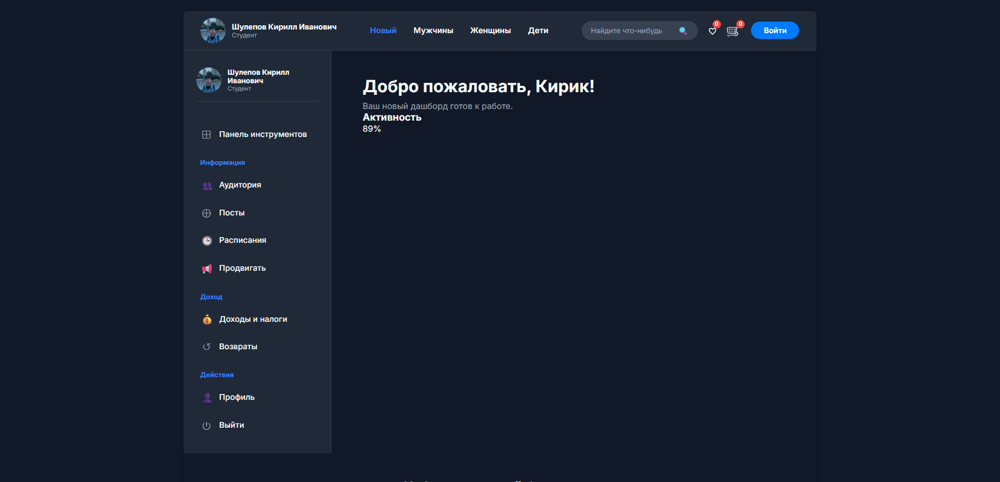 Шулепов Кирилл Иванович
Студент
Новый
Мужчины
Женщины
Дети
Найдите что-нибудь
0
0
Войти
Шулепов Кирилл
Иванович
Студент
Панель инструментов
Информация
Аудитория
Посты
Расписания
Продвигать
Доход
Доходы и налоги
Возвраты
Действия
Профиль
Выйти
Добро пожаловать, Кирик!
Ваш новый дашборд готов к работе.
Активность
89%